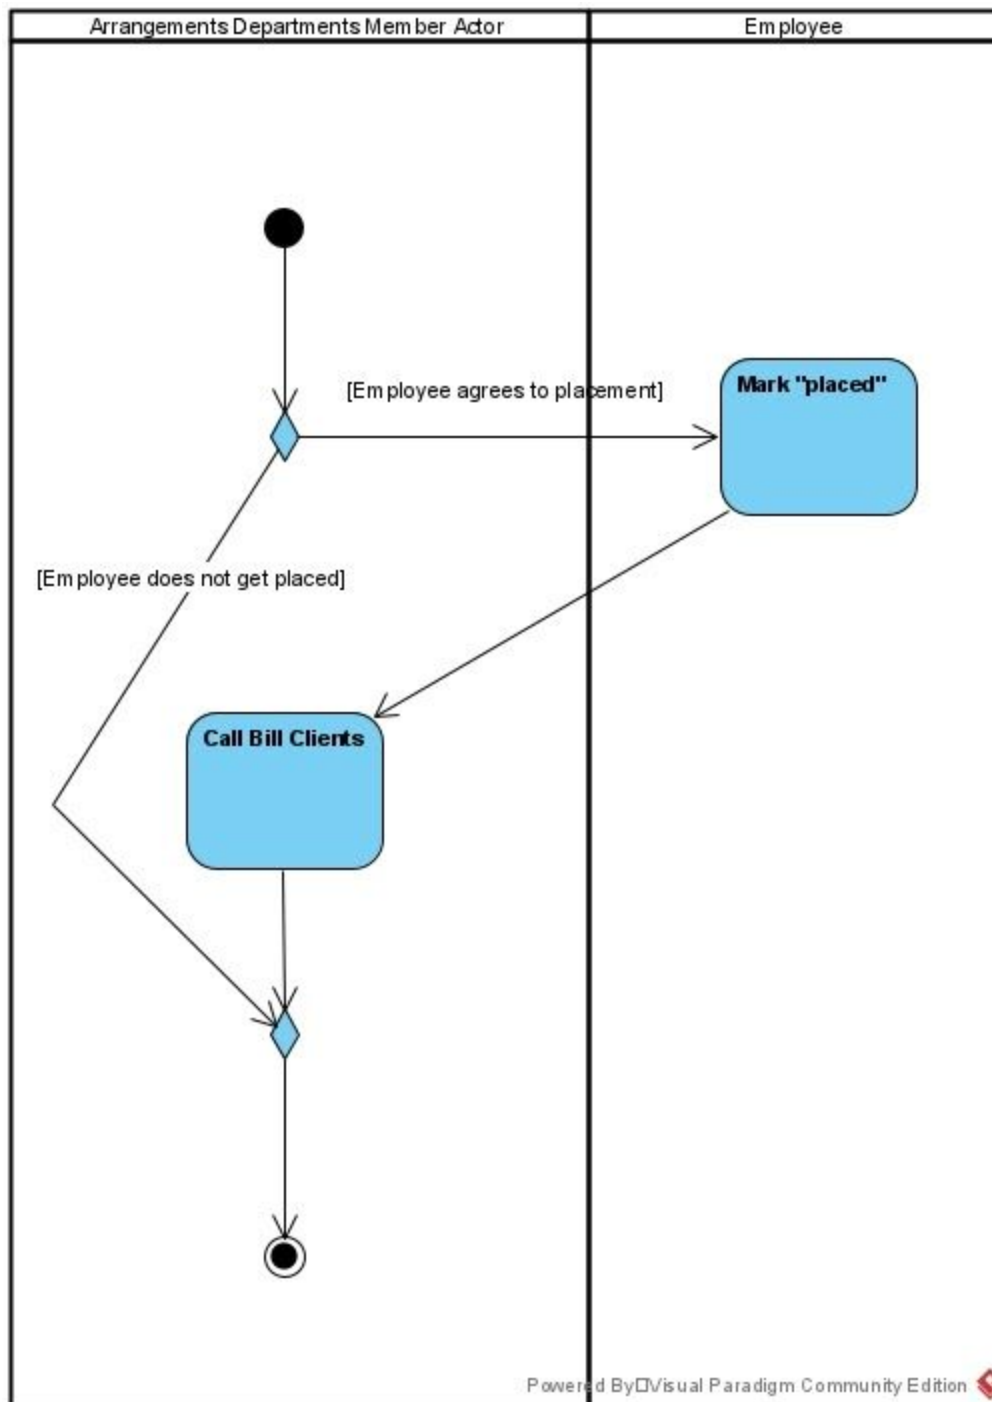 Arrangements Departments Member Actor
Employee
[Employee agrees to placement]
Mark "placed"
[Employee does not get placed]
Call Bill Clients
Powered By□Visual Paradigm Community Edition